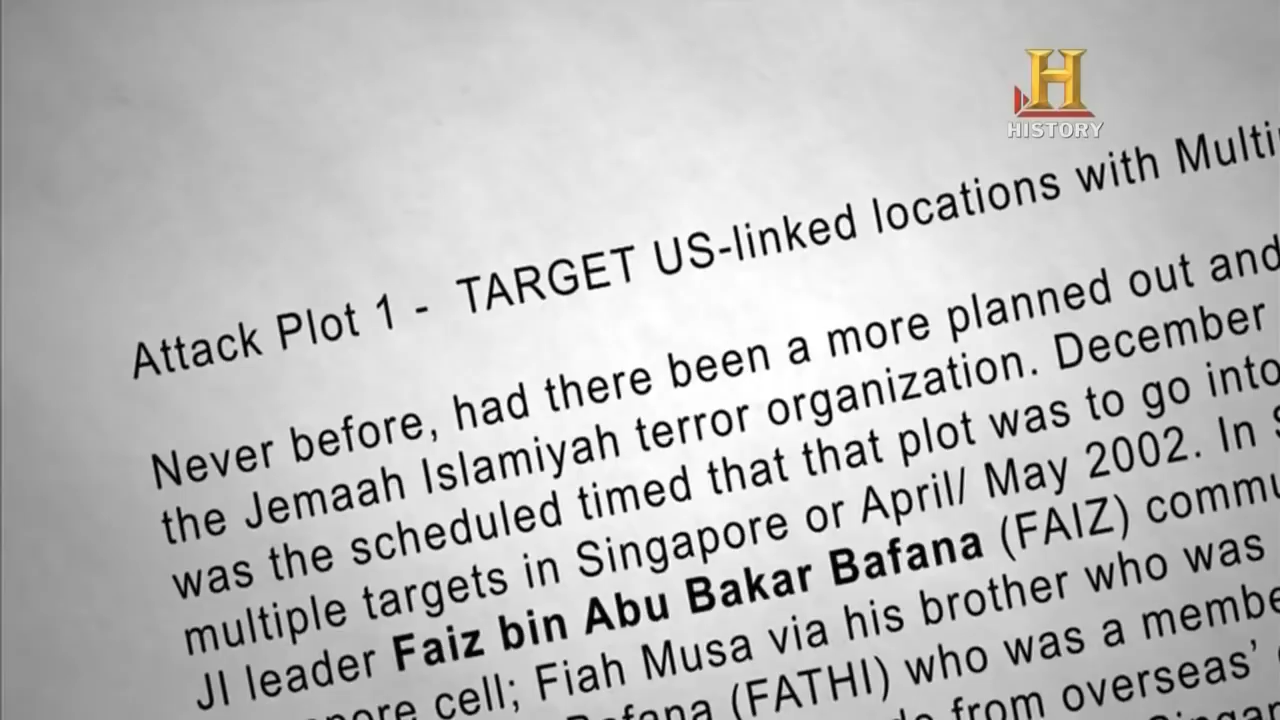 H
HISTORY
Attack Plot 1 - TARGET US-linked locations with Multi
Never before, had there been a more planned out and
the Jemaah Islamiyah terror organization. December
was the scheduled timed that that plot was to go into
multiple targets in Singapore or April/ May 2002. In
JI leader Faiz bin Abu Bakar Bafana (FAIZ) commu
cell; Fiah Musa via his brother who was
(FATHI) who was a membe
from overseas'